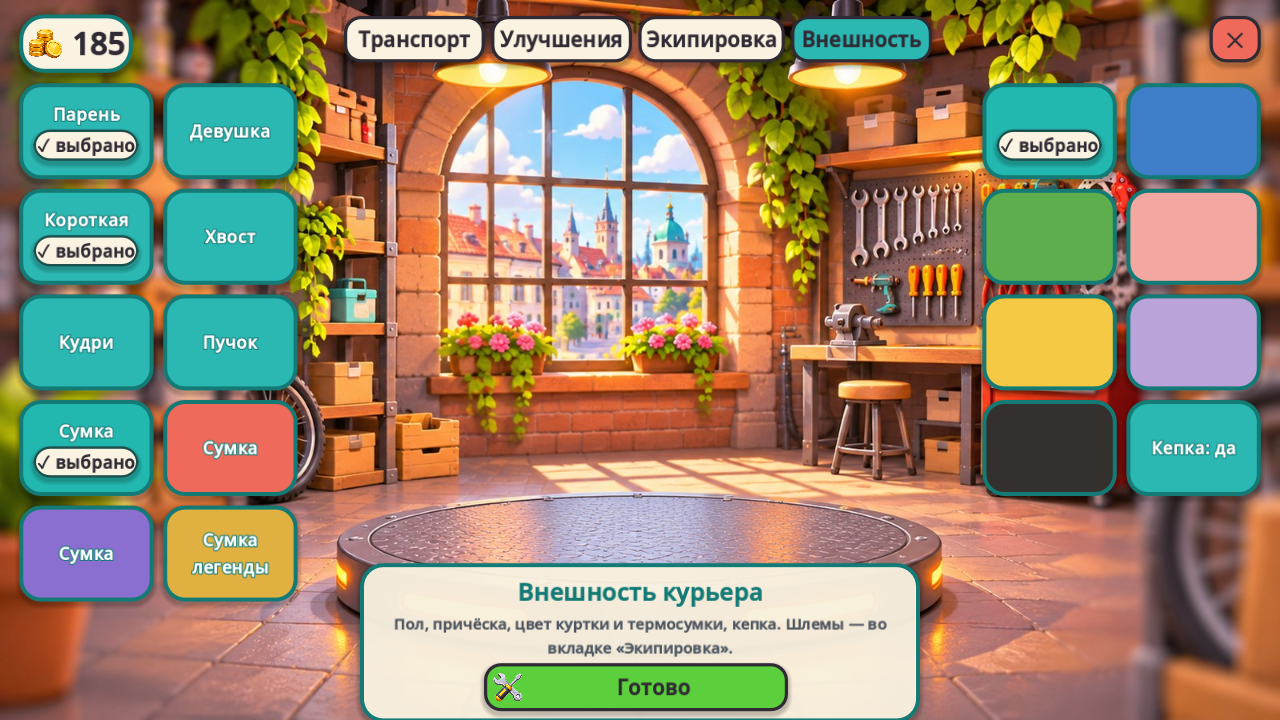 185
Транспорт
Улучшения
Экипировка
Внешность
Парень
✓ выбрано
Девушка
Короткая
✓ выбрано
Хвост
Кудри
Пучок
Сумка
✓ выбрано
Сумка
Сумка
Сумка
легенды
✓ выбрано
Кепка: да
Внешность курьера
Пол, причёска, цвет куртки и термосумки, кепка. Шлемы — во
вкладке «Экипировка».
Готово